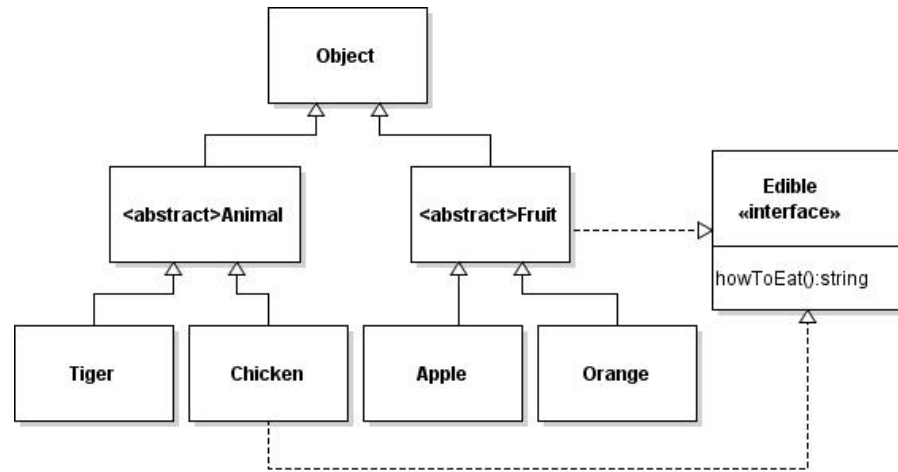 Object
<abstract>Animal
<abstract>Fruit
Edible
«interface»
howToEat():string
Tiger
Chicken
Apple
Orange